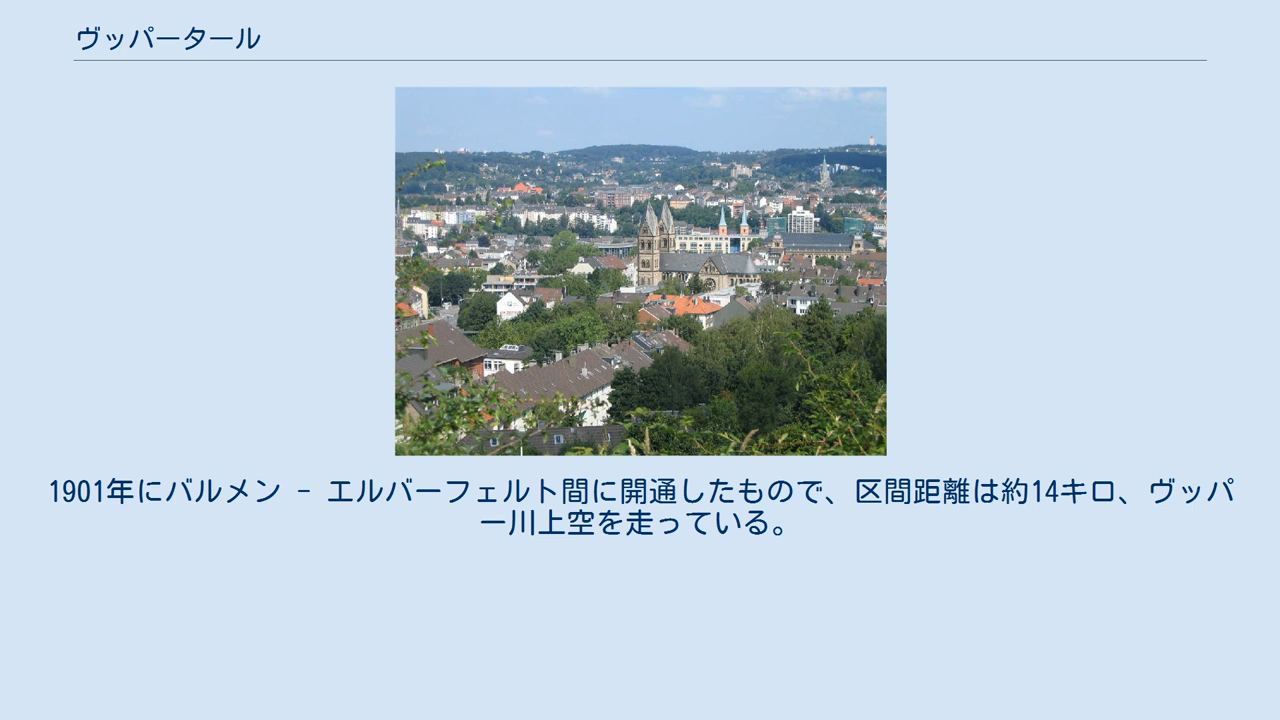 ヴッパータール
1901年にバルメン - エルバーフェルト間に開通したもので、区間距離は約14キロ、ヴッパ
ー川上空を走っている。